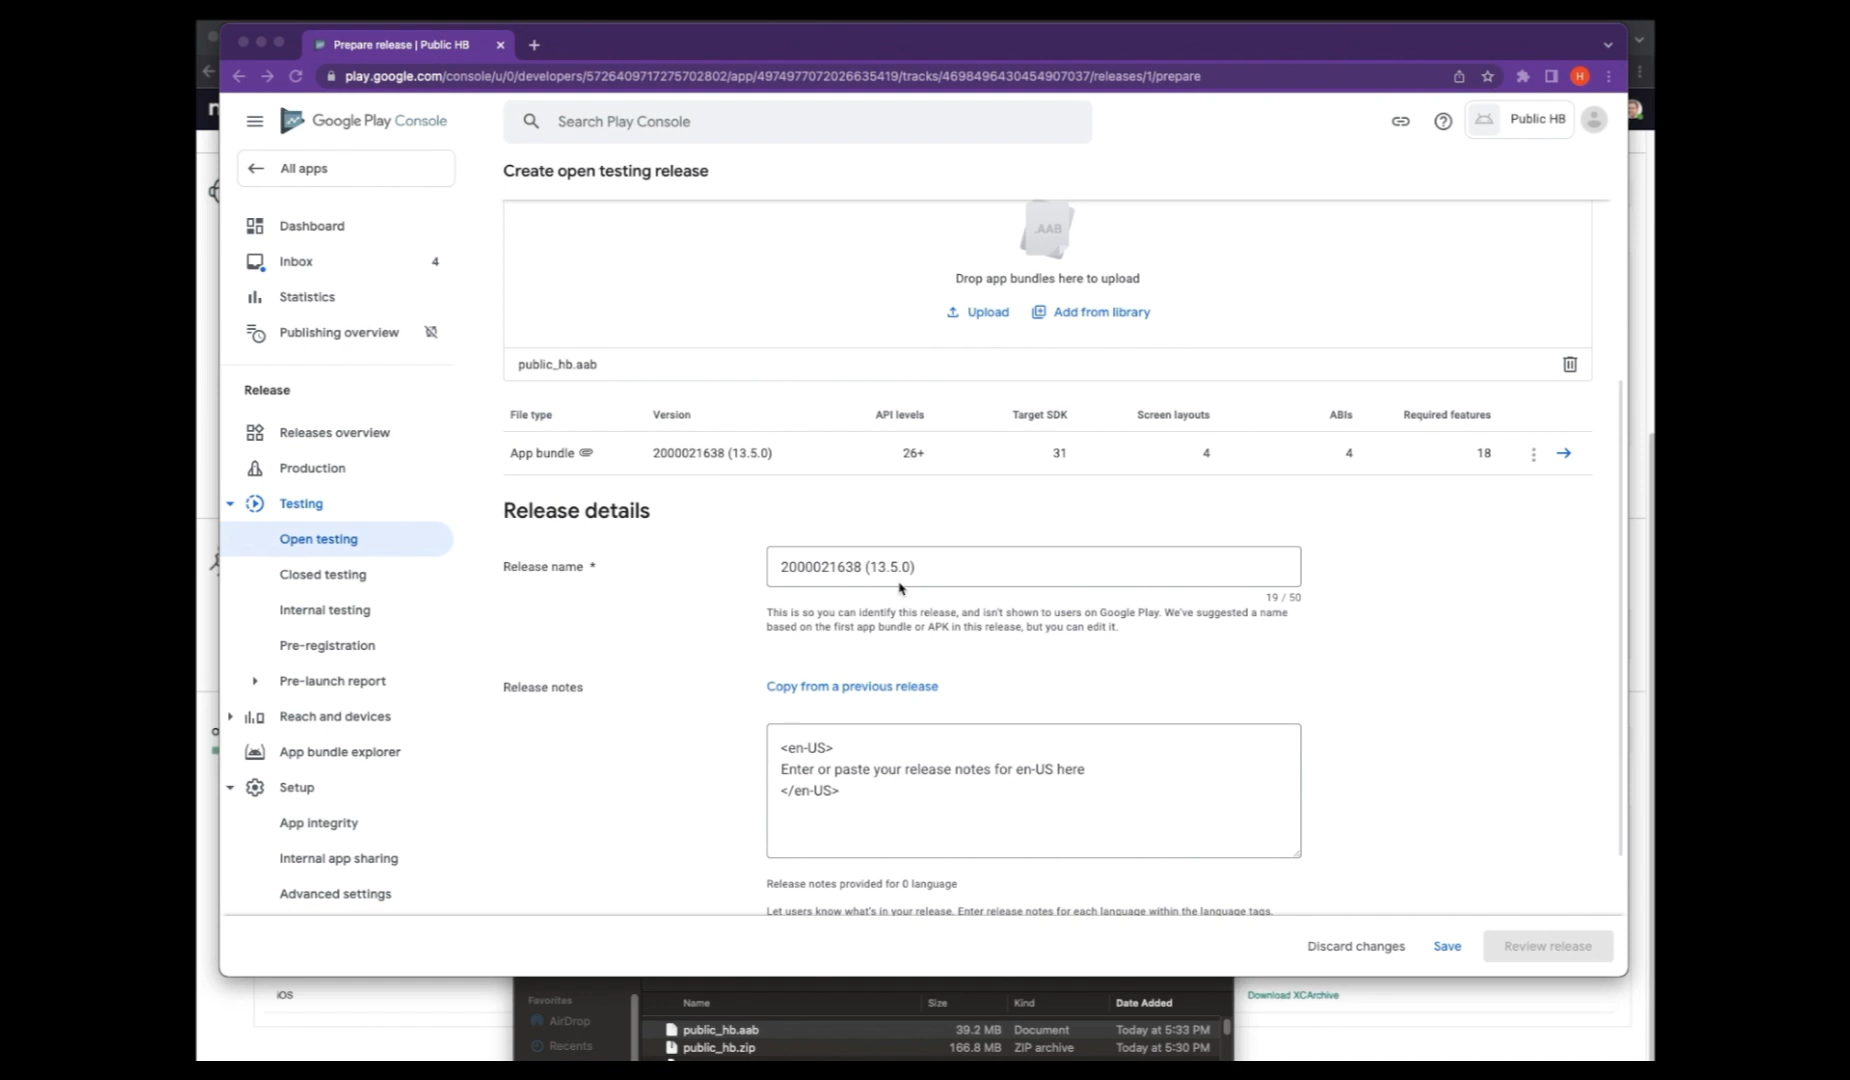 Prepare release | Public HB
play.google.com/console/u/0/developers/5726409717275702802/app/4974977072026635419/tracks/4698496430454907037/releases/1/prepare
H
Google Play Console
Search Play Console
Public HB
All apps
Create open testing release
Dashboard
Inbox 4
Statistics
Publishing overview
Release
Releases overview
Production
Testing
Open testing
Closed testing
Internal testing
Pre-registration
Pre-launch report
Reach and devices
App bundle explorer
Setup
App integrity
Internal app sharing
Advanced settings
.AAB
Drop app bundles here to upload
Upload Add from library
public_hb.aab
File type Version API levels Target SDK Screen layouts ABIs Required features
App bundle 2000021638 (13.5.0) 26+ 31 4 4 18
Release details
Release name *
2000021638 (13.5.0)
19 / 50
This is so you can identify this release, and isn't shown to users on Google Play. We've suggested a name
based on the first app bundle or APK in this release, but you can edit it.
Release notes
Copy from a previous release
<en-US>
Enter or paste your release notes for en-US here
</en-US>
Release notes provided for 0 language
Let users know what's in your release. Enter release notes for each language within the language tags.
Discard changes Save Review release
iOS
Favorites
AirDrop
Recents
Name Size Kind Date Added
public_hb.aab 39.2 MB Document Today at 5:33 PM
public_hb.zip 166.8 MB ZIP archive Today at 5:30 PM
Download XCArchive